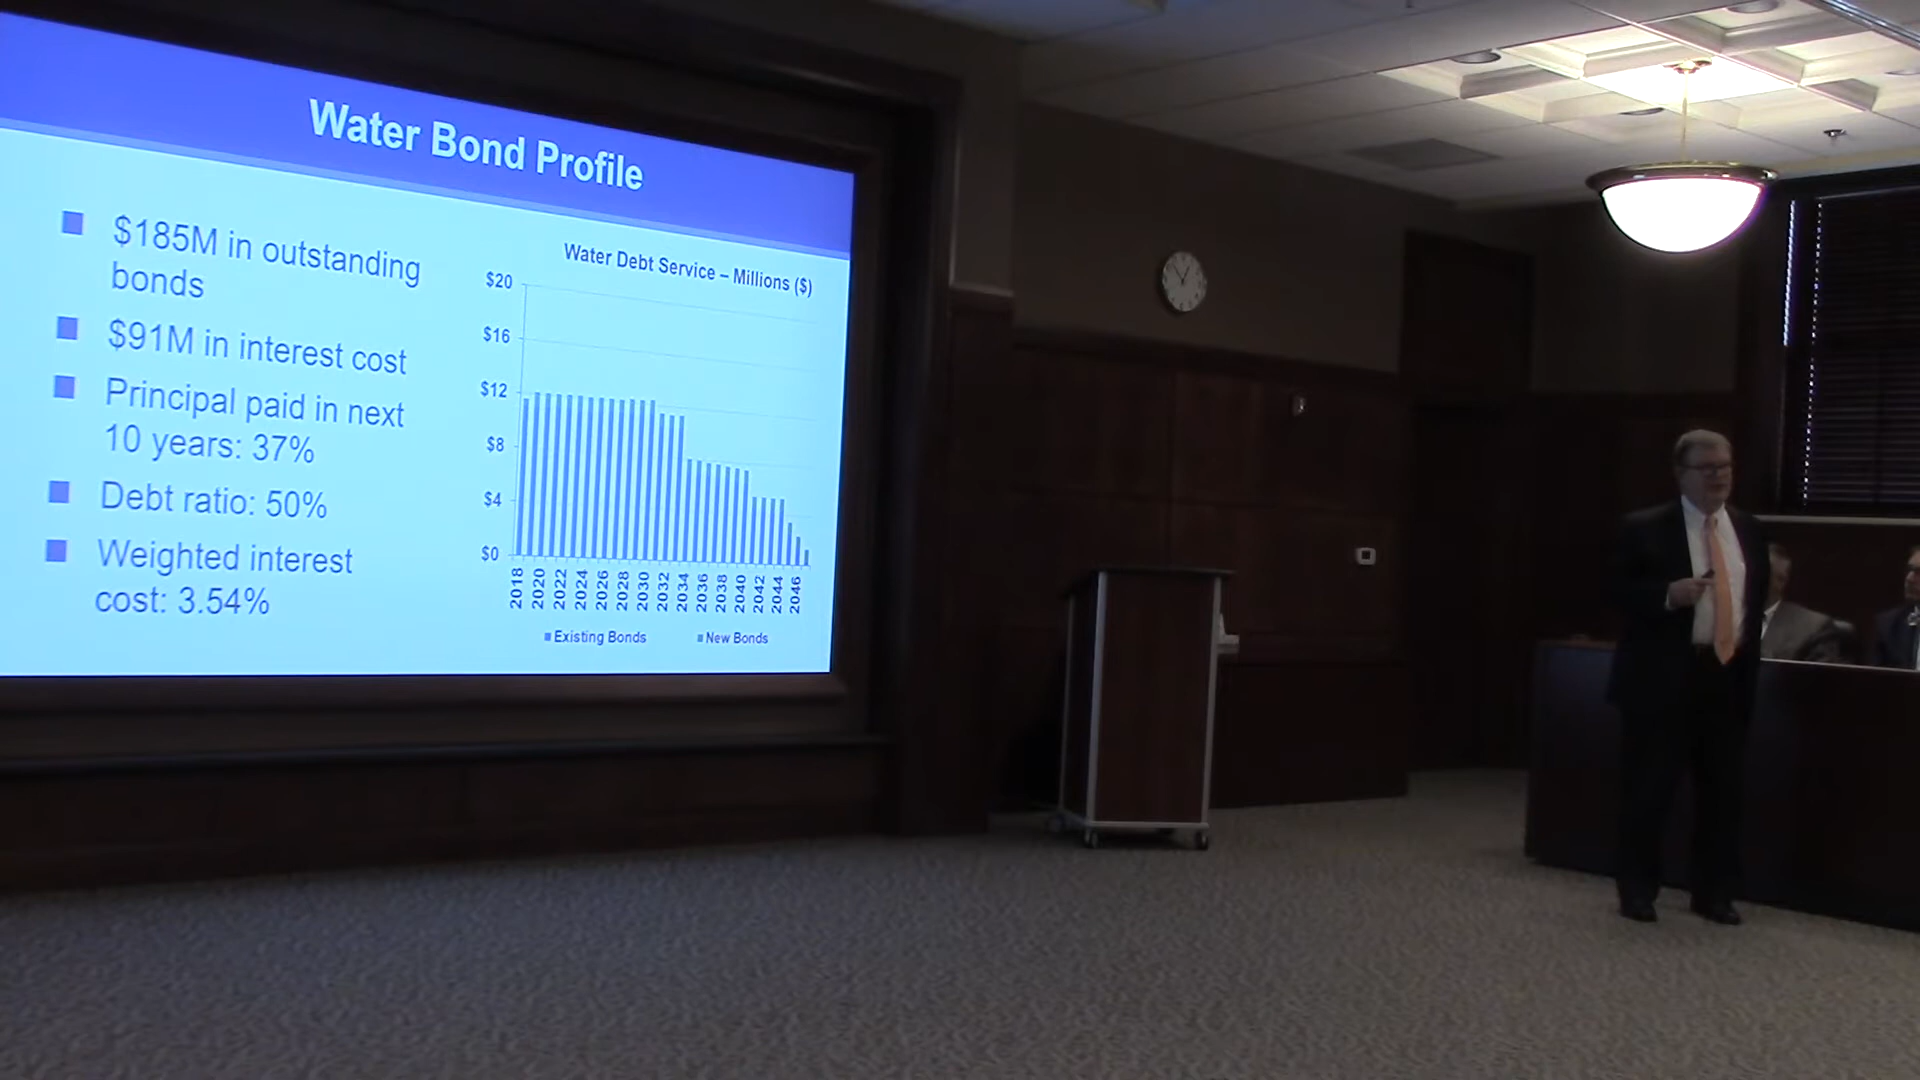 Water Bond Profile
$185M in outstanding
bonds
$91M in interest cost
Principal paid in next
10 years: 37%
Debt ratio: 50%
Weighted interest
cost: 3.54%
Water Debt Service – Millions ($)
$20
$16
$12
$8
$4
$0
2018 2020 2022 2024 2026 2028 2030 2032 2034 2036 2038 2040 2042 2044 2046
Existing Bonds New Bonds